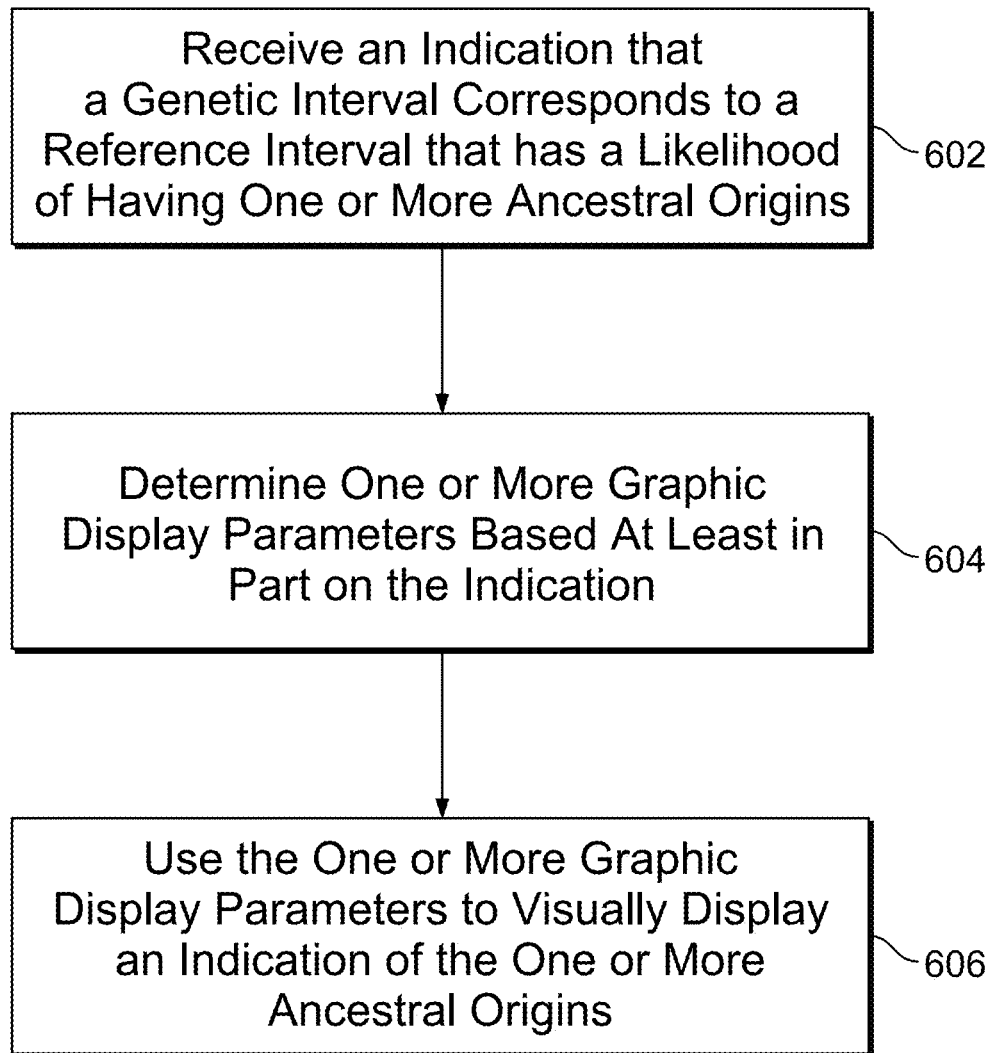 Receive an Indication that
a Genetic Interval Corresponds to a
Reference Interval that has a Likelihood
of Having One or More Ancestral Origins
602
Determine One or More Graphic
Display Parameters Based At Least in
Part on the Indication
604
Use the One or More Graphic
Display Parameters to Visually Display
an Indication of the One or More
Ancestral Origins
606